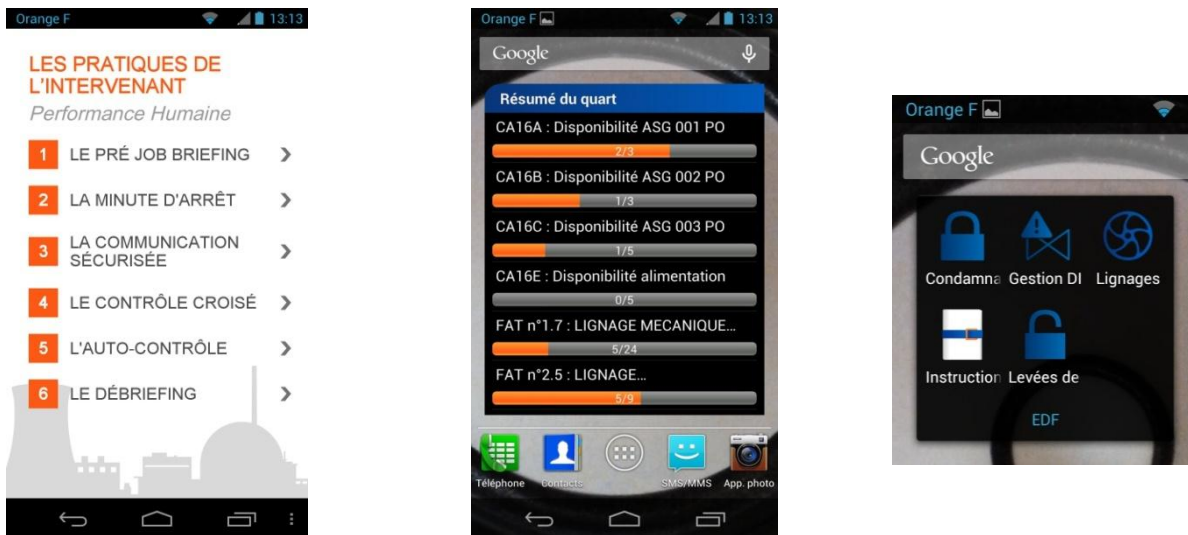 Orange F 13:13
LES PRATIQUES DE
L'INTERVENANT
Performance Humaine
1 LE PRÉ JOB BRIEFING
2 LA MINUTE D'ARRÊT
3 LA COMMUNICATION
SÉCURISÉE
4 LE CONTRÔLE CROISÉ
5 L'AUTO-CONTRÔLE
6 LE DÉBRIEFING
Orange F 13:13
Google
Résumé du quart
CA16A : Disponibilité ASG 001 PO
2/3
CA16B : Disponibilité ASG 002 PO
1/3
CA16C : Disponibilité ASG 003 PO
1/5
CA16E : Disponibilité alimentation
0/5
FAT n°1.7 : LIGNAGE MECANIQUE...
5/24
FAT n°2.5 : LIGNAGE...
5/9
Téléphone Contacts SMS/MMS App. photo
Orange F
Google
Condamna Gestion DI Lignages
Instruction Levées de
EDF